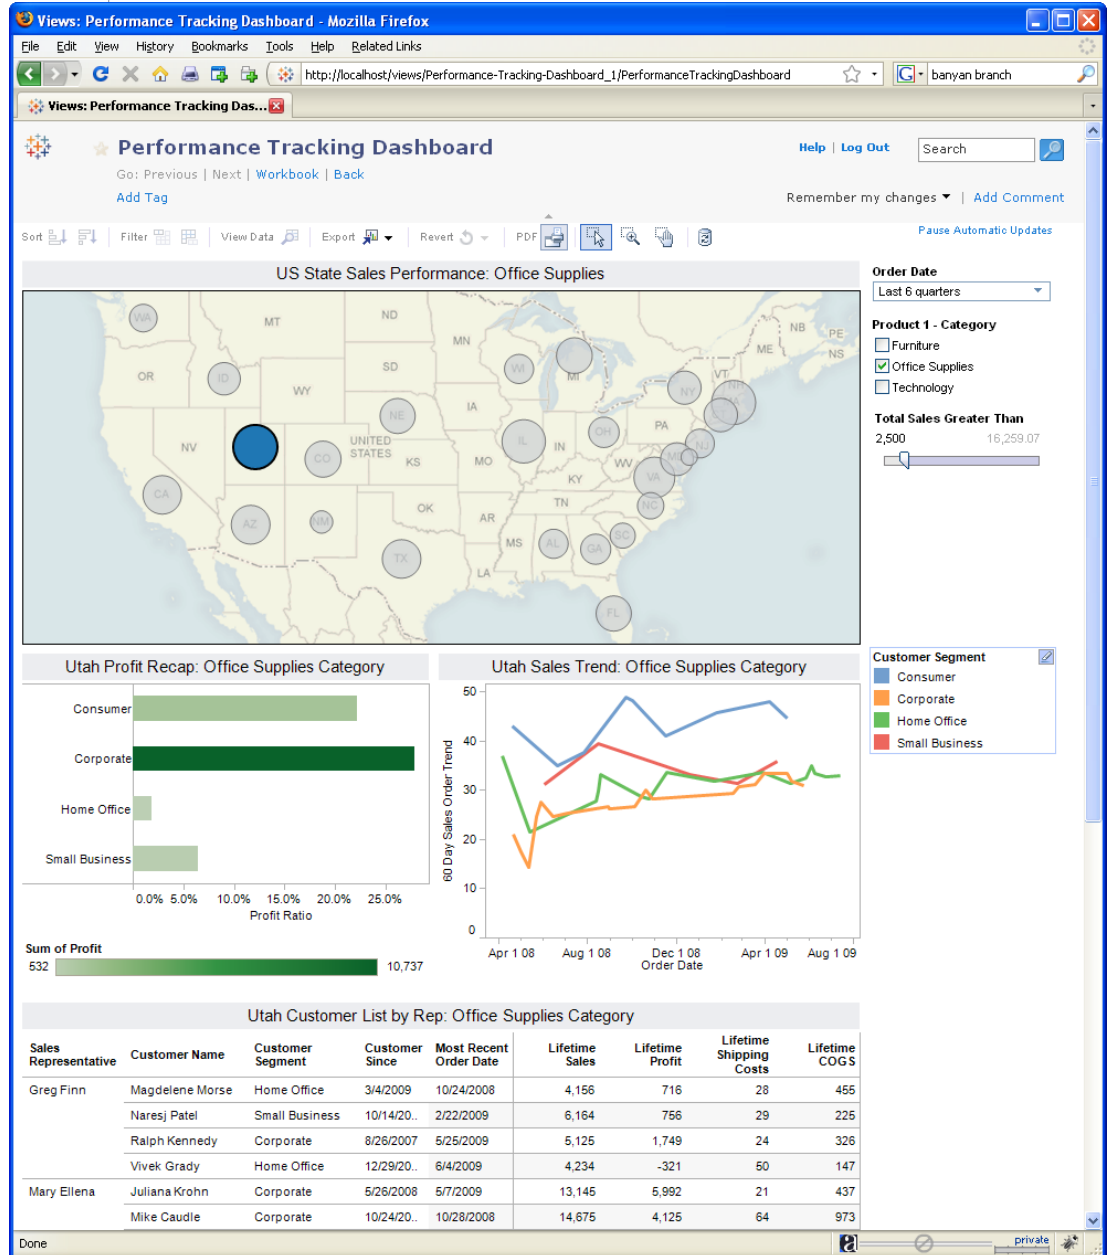 Views: Performance Tracking Dashboard - Mozilla Firefox
File Edit View History Bookmarks Tools Help Related Links
http://localhost/views/Performance-Tracking-Dashboard_1/PerformanceTrackingDashboard
G banyan branch
Views: Performance Tracking Das...
Performance Tracking Dashboard
Help | Log Out
Search
Go: Previous | Next | Workbook | Back
Add Tag
Remember my changes | Add Comment
Sort Filter View Data Export Revert PDF
Pause Automatic Updates
US State Sales Performance: Office Supplies
WA MT ND MN NB PE NS ME
OR ID WY SD WI MI VT NH MA NY CT
NV NE IA IL IN OH PA NJ MD
UNITED STATES
CO KS MO KY WV VA
CA AZ NM OK AR TN NC
TX LA MS AL GA SC
FL
Order Date
Last 6 quarters
Product 1 - Category
Furniture
Office Supplies
Technology
Total Sales Greater Than
2,500 16,259.07
Utah Profit Recap: Office Supplies Category
Consumer
Corporate
Home Office
Small Business
0.0% 5.0% 10.0% 15.0% 20.0% 25.0%
Profit Ratio
Sum of Profit
532 10,737
Utah Sales Trend: Office Supplies Category
60 Day Sales Order Trend
50
40
30
20
10
0
Apr 1 08 Aug 1 08 Dec 1 08 Apr 1 09 Aug 1 09
Order Date
Customer Segment
Consumer
Corporate
Home Office
Small Business
Utah Customer List by Rep: Office Supplies Category
Sales Representative Customer Name Customer Segment Customer Since Most Recent Order Date Lifetime Sales Lifetime Profit Lifetime Shipping Costs Lifetime COGS
Greg Finn Magdelene Morse Home Office 3/4/2009 10/24/2008 4,156 716 28 455
Naresj Patel Small Business 10/14/20.. 2/22/2009 6,164 756 29 225
Ralph Kennedy Corporate 8/26/2007 5/25/2009 5,125 1,749 24 326
Vivek Grady Home Office 12/29/20.. 6/4/2009 4,234 -321 50 147
Mary Ellena Juliana Krohn Corporate 5/26/2008 5/7/2009 13,145 5,992 21 437
Mike Caudle Corporate 10/24/20.. 10/28/2008 14,675 4,125 64 973
Done
private